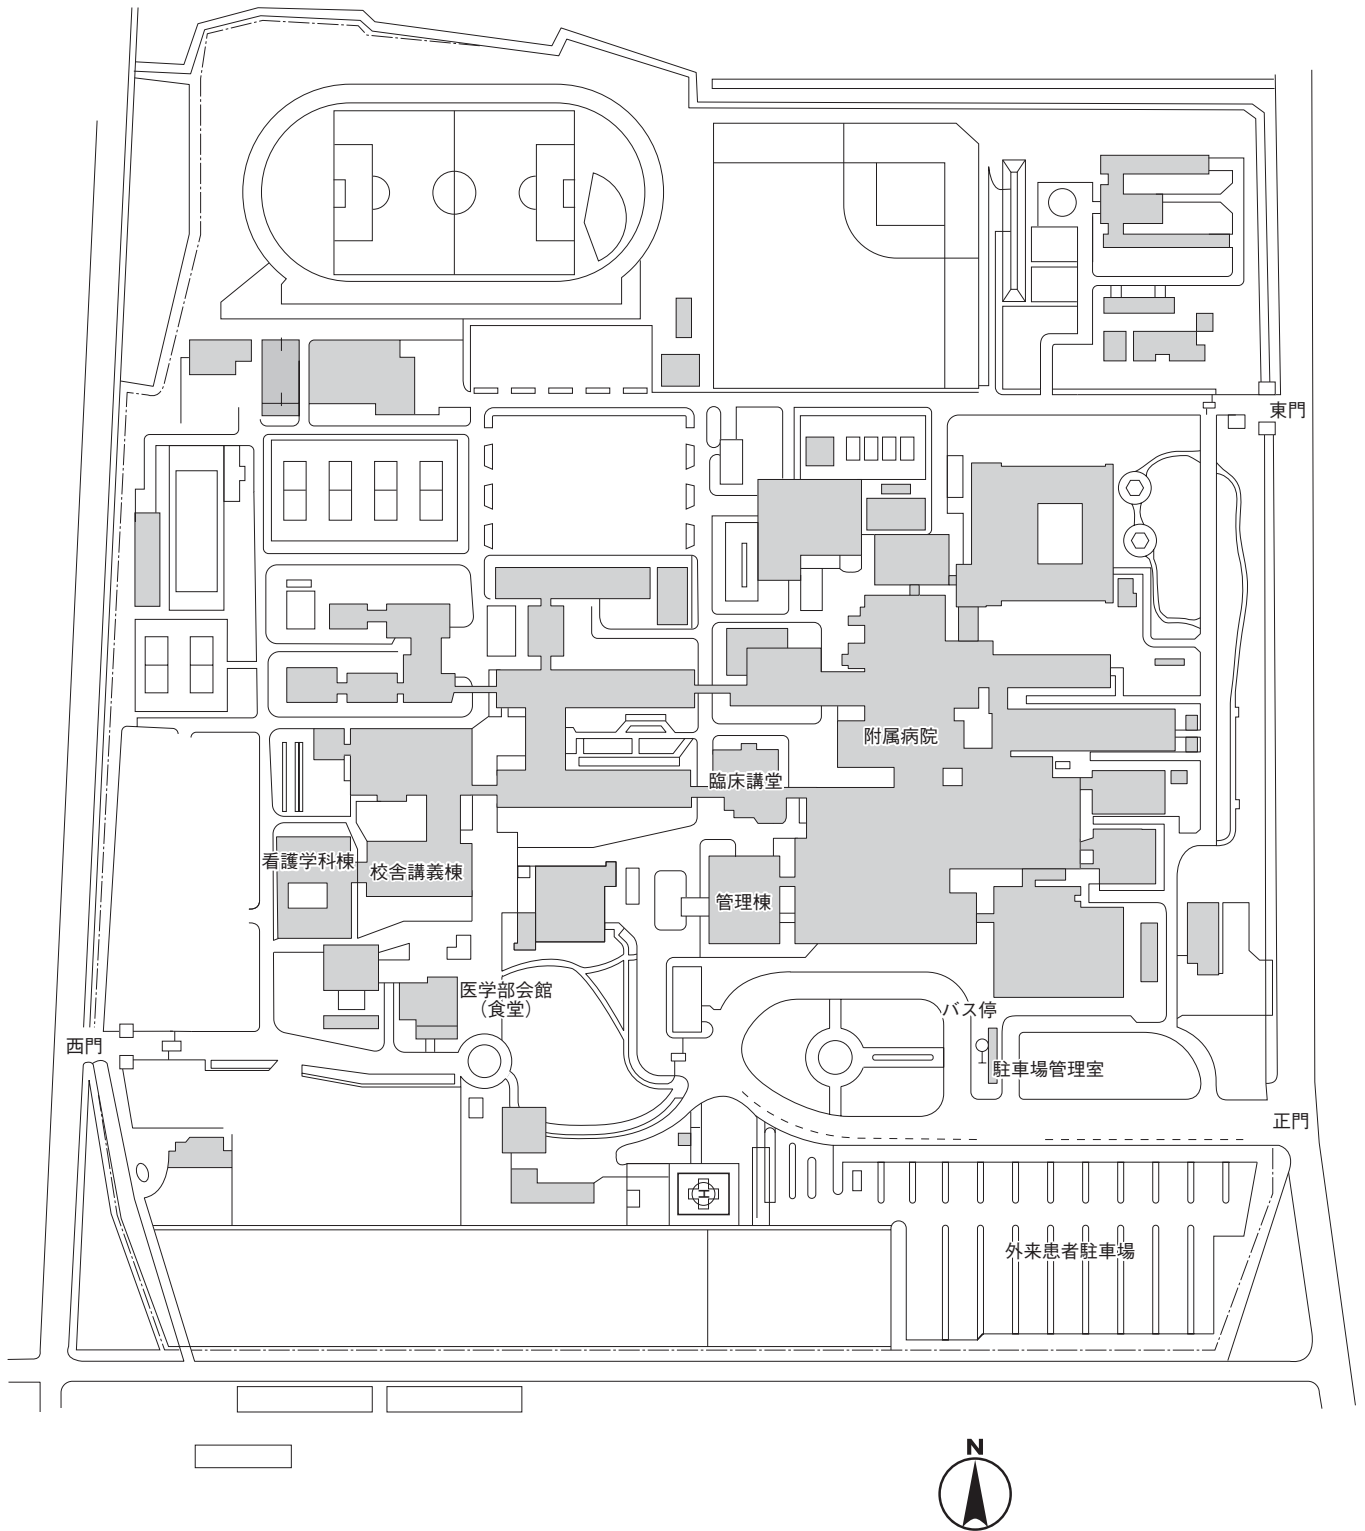 東門
附属病院
臨床講堂
看護学科棟
校舎講義棟
管理棟
医学部会館
（食堂）
バス停
西門
駐車場管理室
正門
H
外来患者駐車場
N